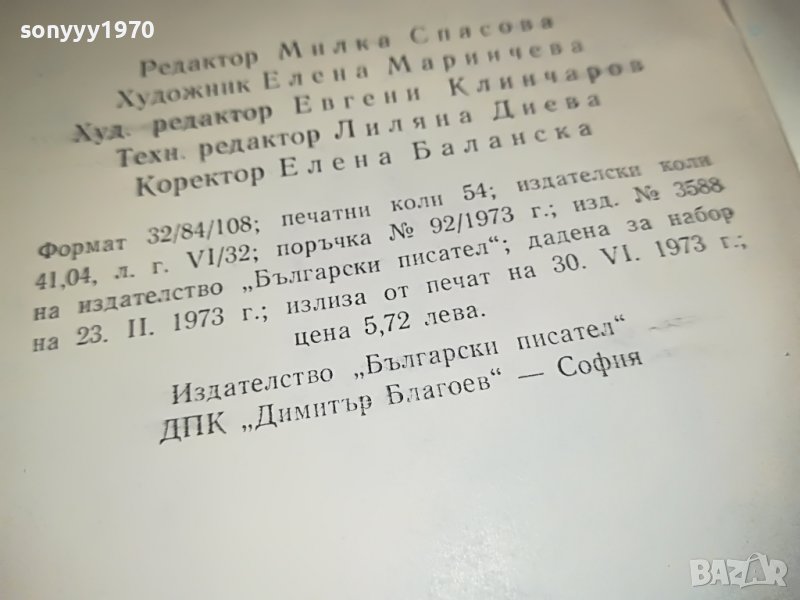 sonyyy1970
Редактор Милка Спасова
Художник Елена Маринчева
Худ. редактор Евгени Клинчаров
Техн. редактор Лиляна Диева
Коректор Елена Баланска
Формат 32/84/108; печатни коли 54; издателски коли
41,04, л. г. VI/32; поръчка № 92/1973 г.; изд. № 3588
на издателство „Български писател“; дадена за набор
на 23. II. 1973 г.; излиза от печат на 30. VI. 1973 г.;
цена 5,72 лева.
Издателство „Български писател“
ДПК „Димитър Благоев“ — София
BAZAR